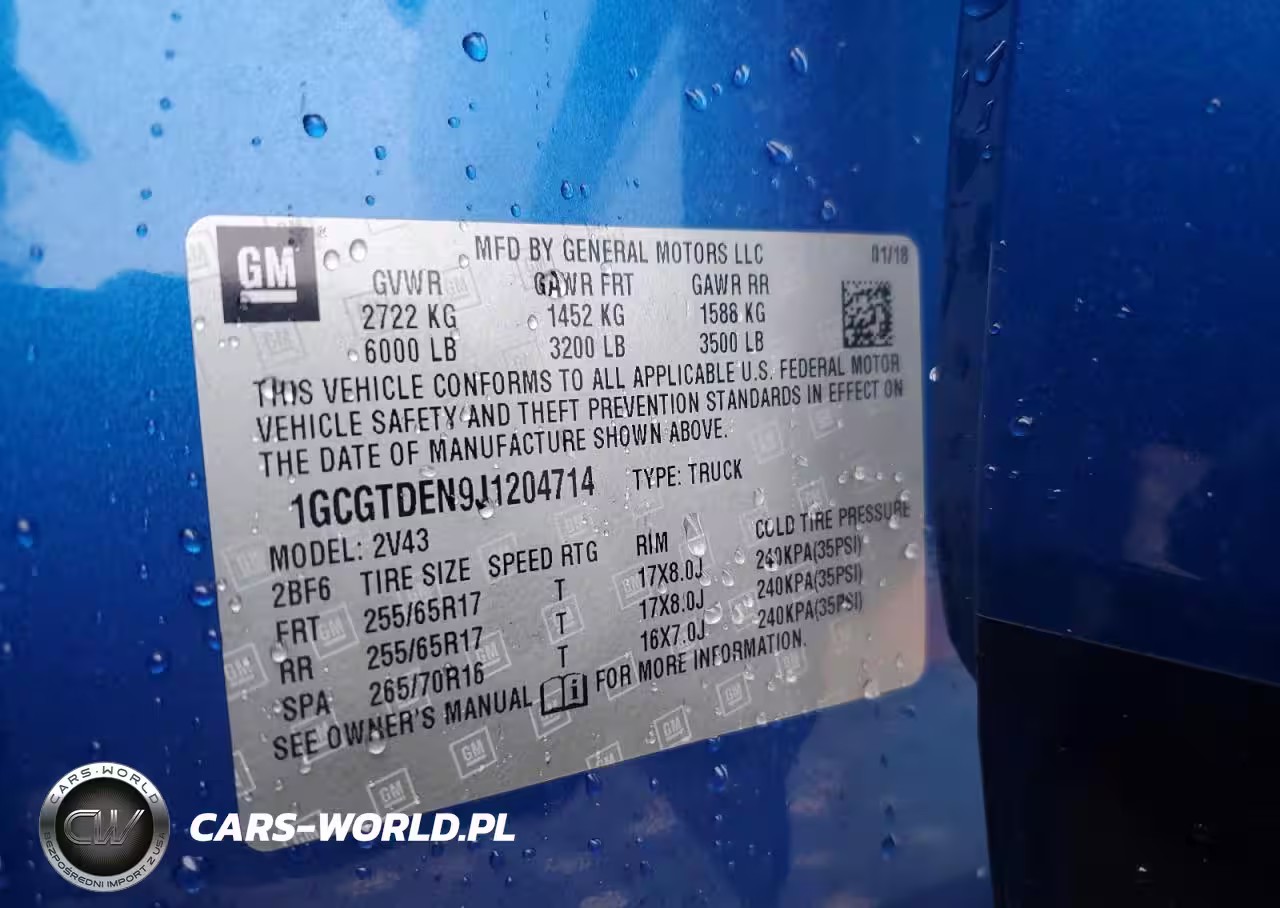 GM
MFD BY GENERAL MOTORS LLC 01/18
GVWR GAWR FRT GAWR RR
2722 KG 1452 KG 1588 KG
6000 LB 3200 LB 3500 LB
THIS VEHICLE CONFORMS TO ALL APPLICABLE U.S. FEDERAL MOTOR
VEHICLE SAFETY AND THEFT PREVENTION STANDARDS IN EFFECT ON
THE DATE OF MANUFACTURE SHOWN ABOVE.
1GCGTDEN9J1204714 TYPE: TRUCK
MODEL: 2V43
2BF6 TIRE SIZE SPEED RTG RIM COLD TIRE PRESSURE
FRT 255/65R17 T 17X8.0J 240KPA(35PSI)
RR 255/65R17 T 17X8.0J 240KPA(35PSI)
SPA 265/70R16 T 16X7.0J 240KPA(35PSI)
SEE OWNER'S MANUAL FOR MORE INFORMATION.
CARS-WORLD
CW
BEZPOŚREDNI IMPORT Z USA
CARS-WORLD.PL